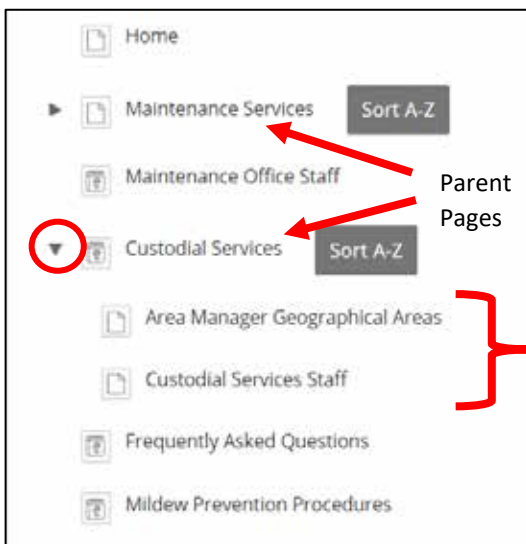 Home
Maintenance Services Sort A-Z
Maintenance Office Staff
Parent
Pages
Custodial Services Sort A-Z
Area Manager Geographical Areas
Custodial Services Staff
Frequently Asked Questions
Mildew Prevention Procedures